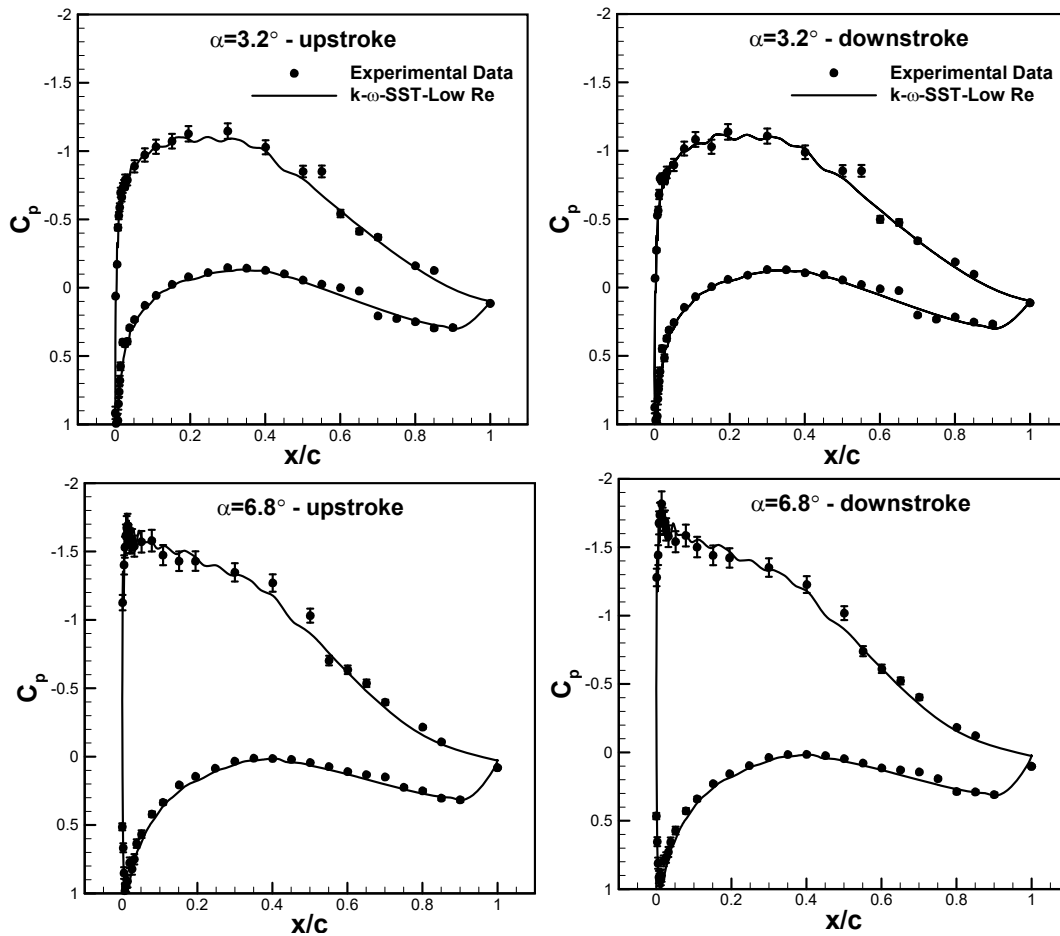 α=3.2° - upstroke
Experimental Data
k-ω-SST-Low Re
-2
-1.5
-1
-0.5
0
0.5
1
Cp
0 0.2 0.4 0.6 0.8 1
x/c
α=3.2° - downstroke
Experimental Data
k-ω-SST-Low Re
-2
-1.5
-1
-0.5
0
0.5
1
Cp
0 0.2 0.4 0.6 0.8 1
x/c
α=6.8° - upstroke
-2
-1.5
-1
-0.5
0
0.5
1
Cp
0 0.2 0.4 0.6 0.8 1
x/c
α=6.8° - downstroke
-2
-1.5
-1
-0.5
0
0.5
1
Cp
0 0.2 0.4 0.6 0.8 1
x/c